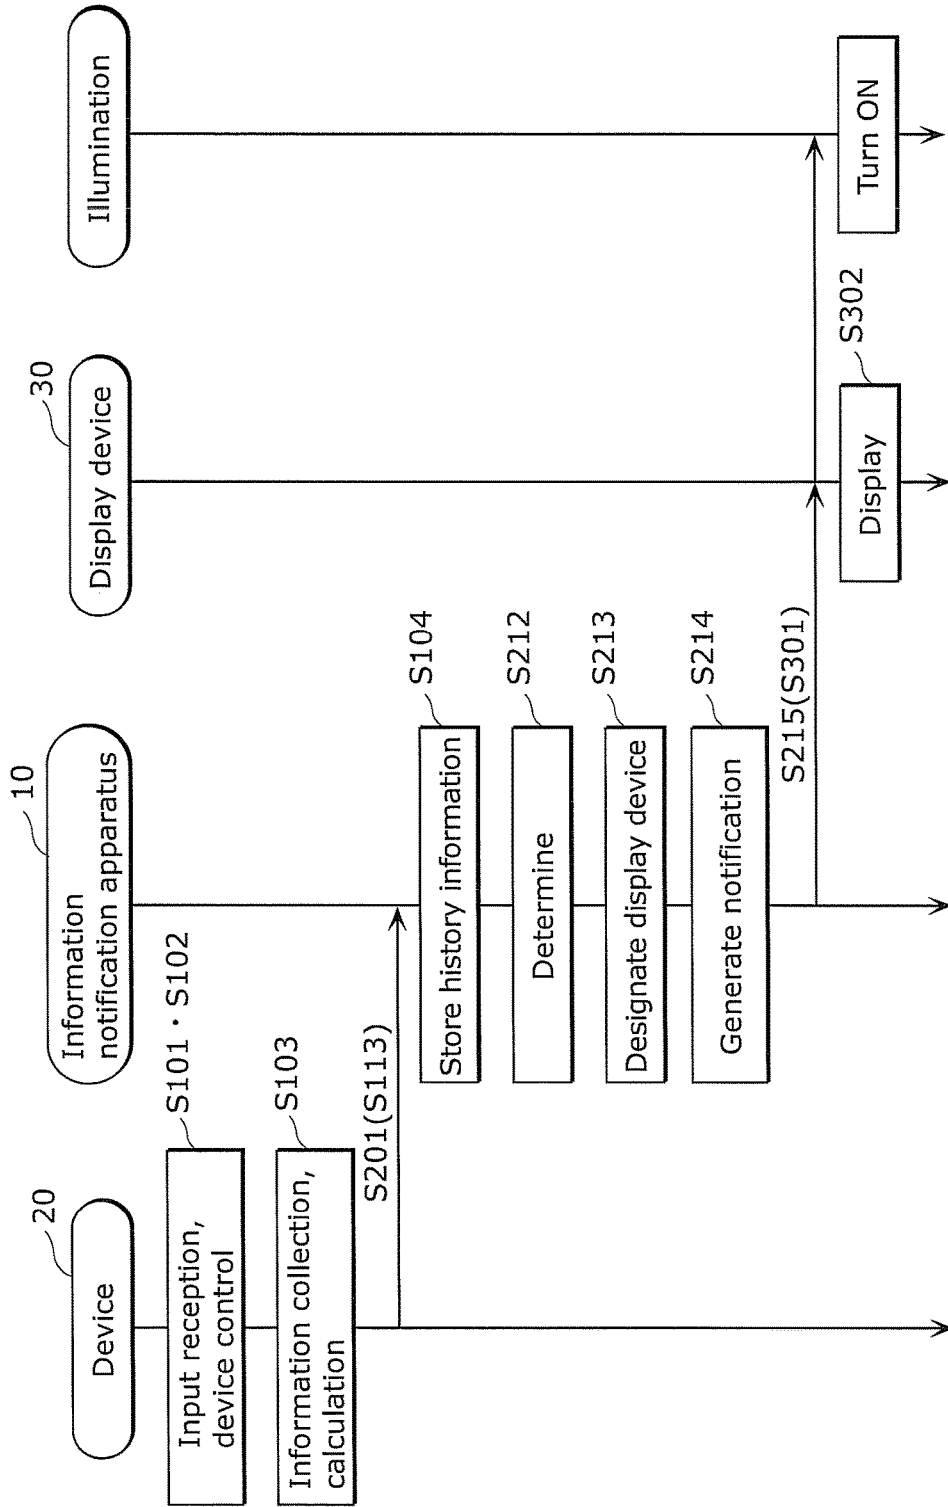 20
Device
10
Information
notification apparatus
30
Display device
Illumination
S101・S102
Input reception,
device control
S103
Information collection,
calculation
S201(S113)
S104
Store history information
S212
Determine
S213
Designate display device
S214
Generate notification
S215(S301)
S302
Display
Turn ON